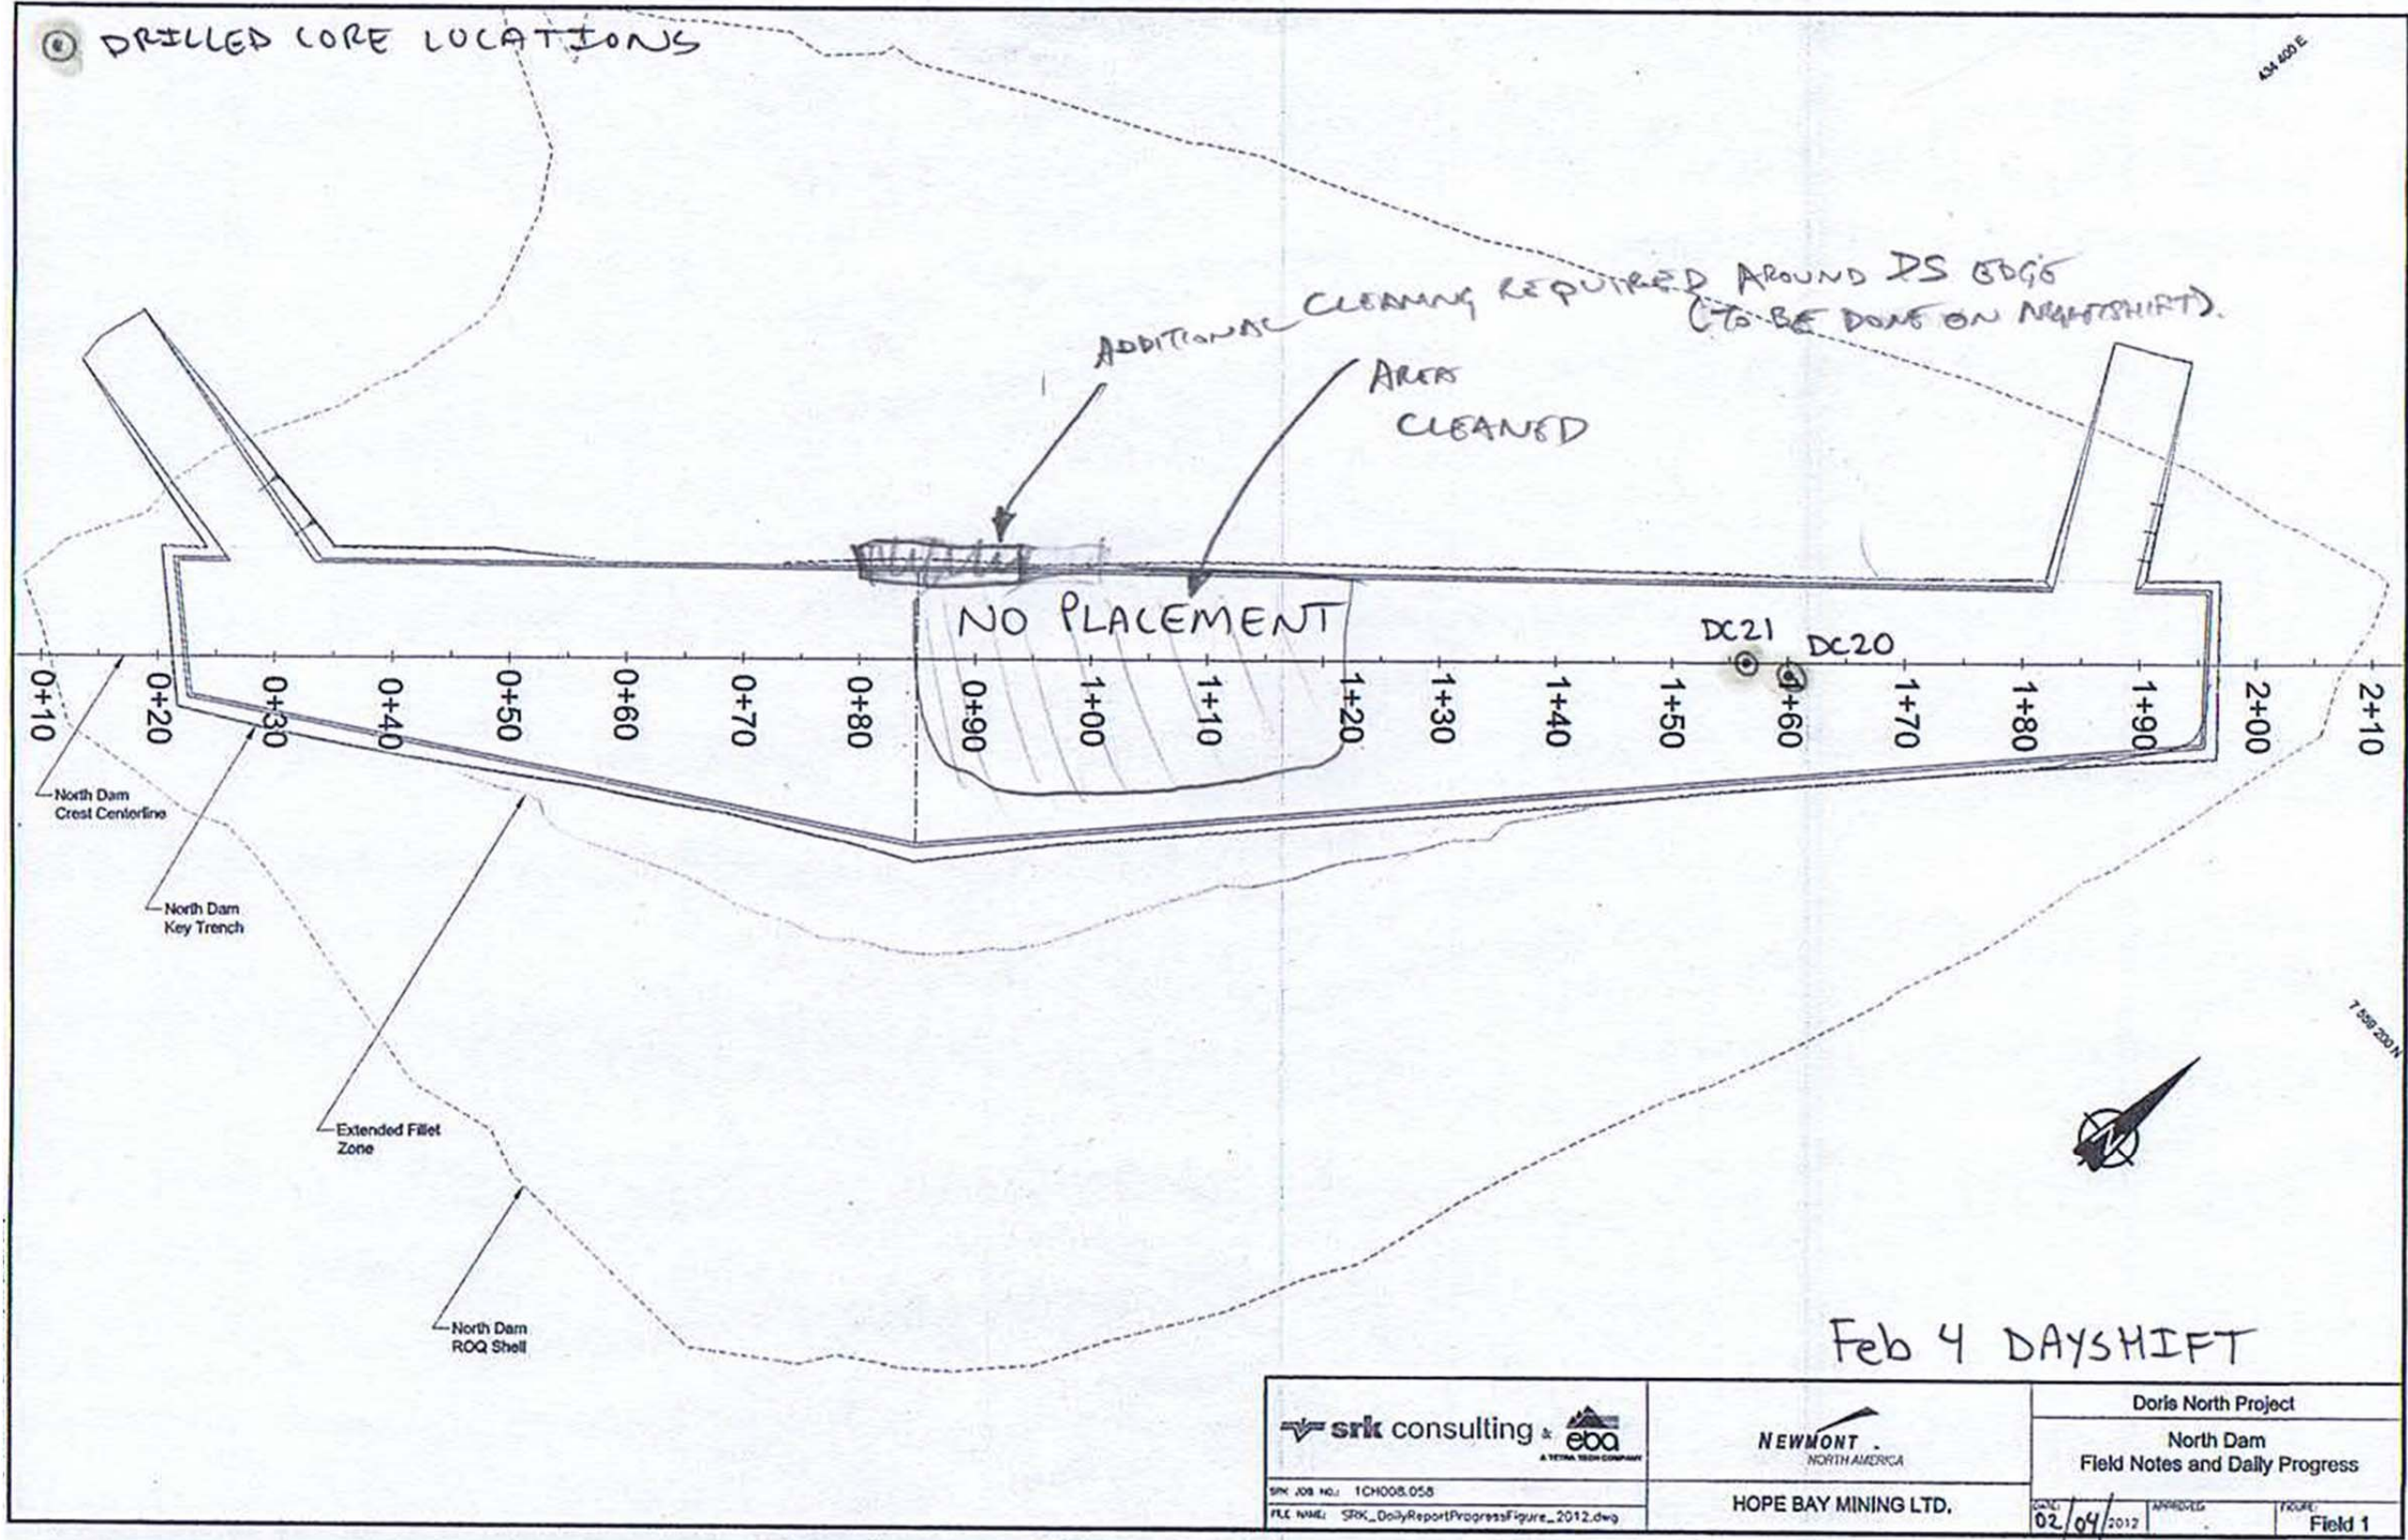 DRILLED CORE LOCATIONS
434 400 E
ADDITIONAL CLEANING REQUIRED AROUND DS EDGE
(TO BE DONE ON NIGHTSHIFT).
AREA
CLEANED
NO PLACEMENT
DC21
DC20
0+10
0+20
0+30
0+40
0+50
0+60
0+70
0+80
0+90
1+00
1+10
1+20
1+30
1+40
1+50
1+60
1+70
1+80
1+90
2+00
2+10
North Dam
Crest Centerline
North Dam
Key Trench
Extended Fillet
Zone
North Dam
ROQ Shell
7 559 200 N
N
Feb 4 DAYSHIFT
srk consulting & eba
A TETRA TECH COMPANY
SRK JOB NO.: 1CH008.058
FILE NAME: SRK_DailyReportProgressFigure_2012.dwg
NEWMONT
NORTH AMERICA
HOPE BAY MINING LTD.
Doris North Project
North Dam
Field Notes and Daily Progress
DATE: 02/04/2012
APPROVED:
FIGURE: Field 1